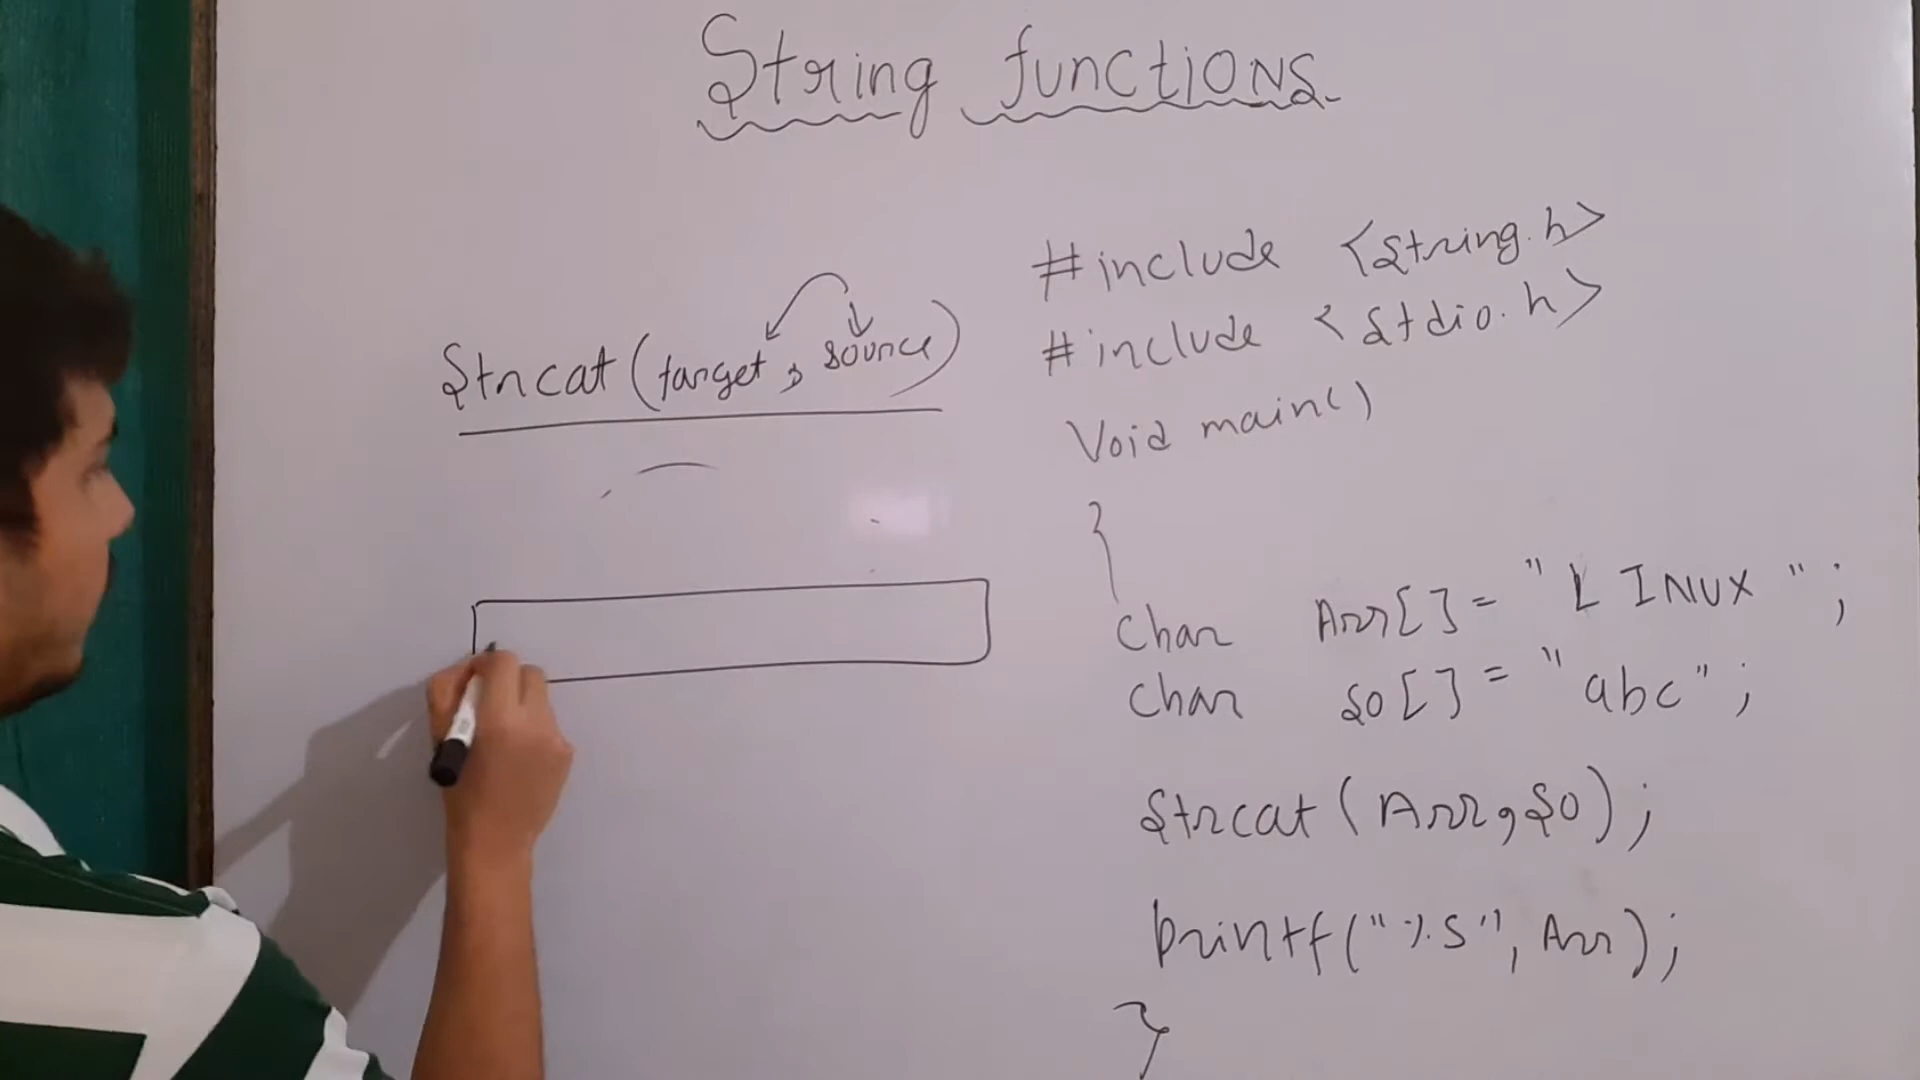 String functions
Strcat (target, source)
#include <string.h>
#include <stdio.h>
Void main()
{
Char Arr[] = "LINUX";
Char so[] = "abc";
Strcat (Arr, so);
printf("%s", Arr);
}